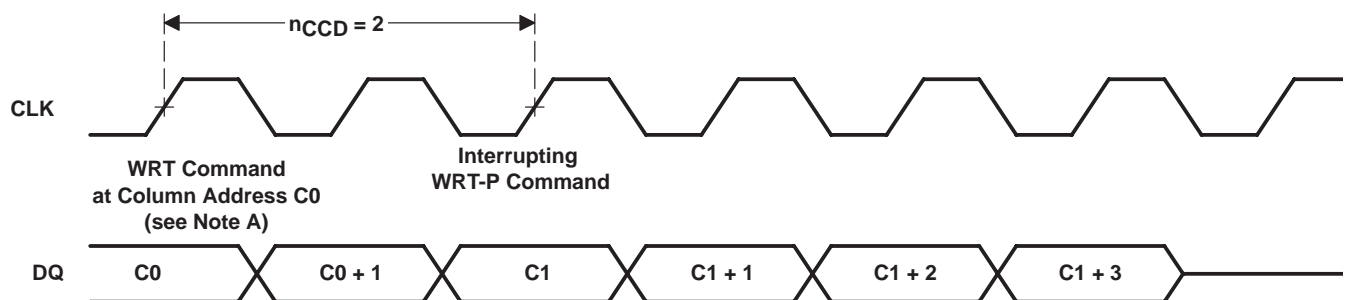 nCCD = 2
CLK
WRT Command
at Column Address C0
(see Note A)
Interrupting
WRT-P Command
DQ
C0
C0 + 1
C1
C1 + 1
C1 + 2
C1 + 3